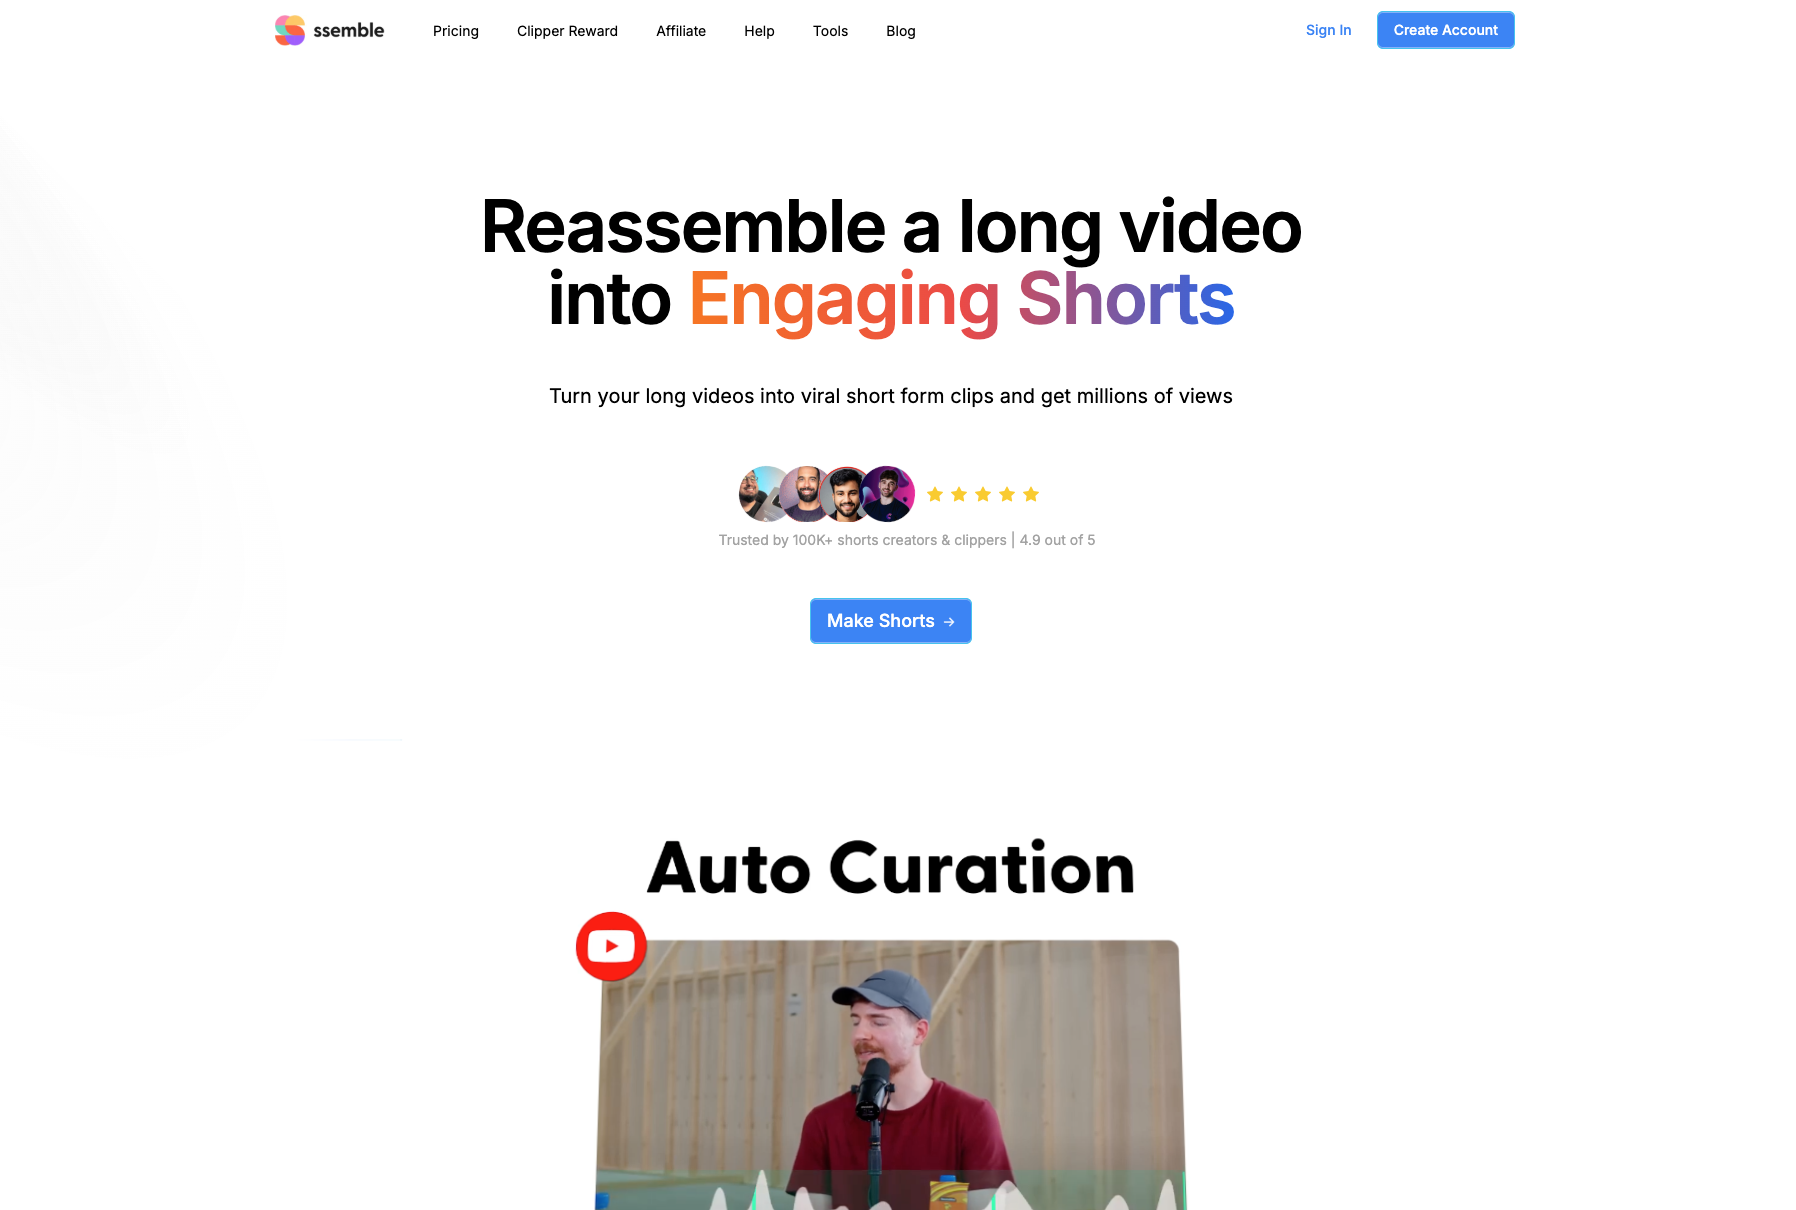 ssemble Pricing Clipper Reward Affiliate Help Tools Blog Sign In Create Account
Reassemble a long video
into Engaging Shorts
Turn your long videos into viral short form clips and get millions of views
Trusted by 100K+ shorts creators & clippers | 4.9 out of 5
Make Shorts →
Auto Curation